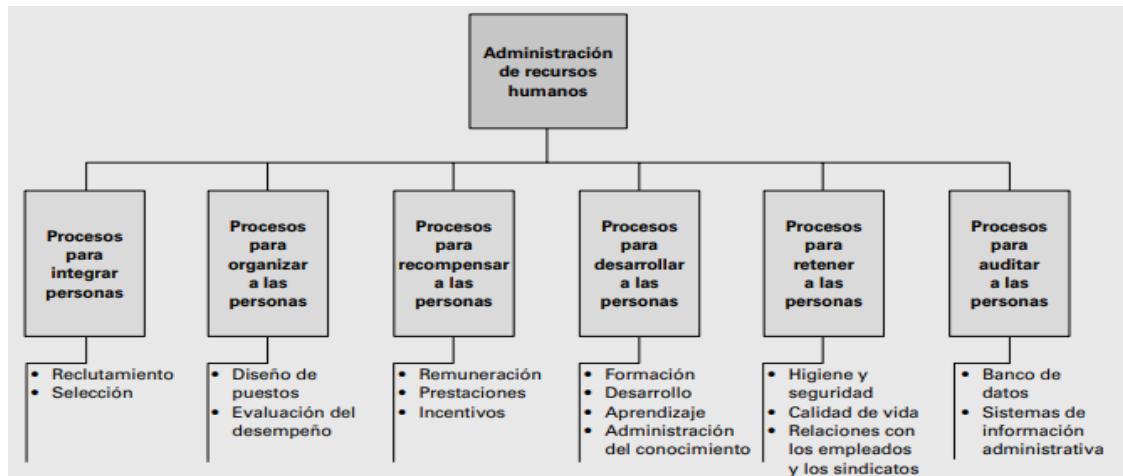 Administración
de recursos
humanos
Procesos
para
integrar
personas
Procesos
para
organizar
a las
personas
Procesos
para
recompensar
a las
personas
Procesos
para
desarrollar
a las
personas
Procesos
para
retener
a las
personas
Procesos
para
auditar
a las
personas
• Reclutamiento
• Selección
• Diseño de
puestos
• Evaluación del
desempeño
• Remuneración
• Prestaciones
• Incentivos
• Formación
• Desarrollo
• Aprendizaje
• Administración
del conocimiento
• Higiene y
seguridad
• Calidad de vida
• Relaciones con
los empleados
y los sindicatos
• Banco de
datos
• Sistemas de
información
administrativa